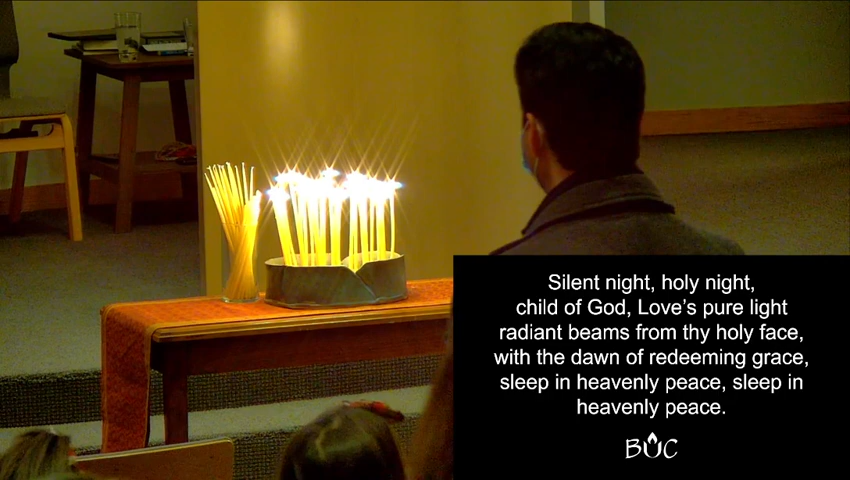 Silent night, holy night,
child of God, Love's pure light
radiant beams from thy holy face,
with the dawn of redeeming grace,
sleep in heavenly peace, sleep in
heavenly peace.
BUC